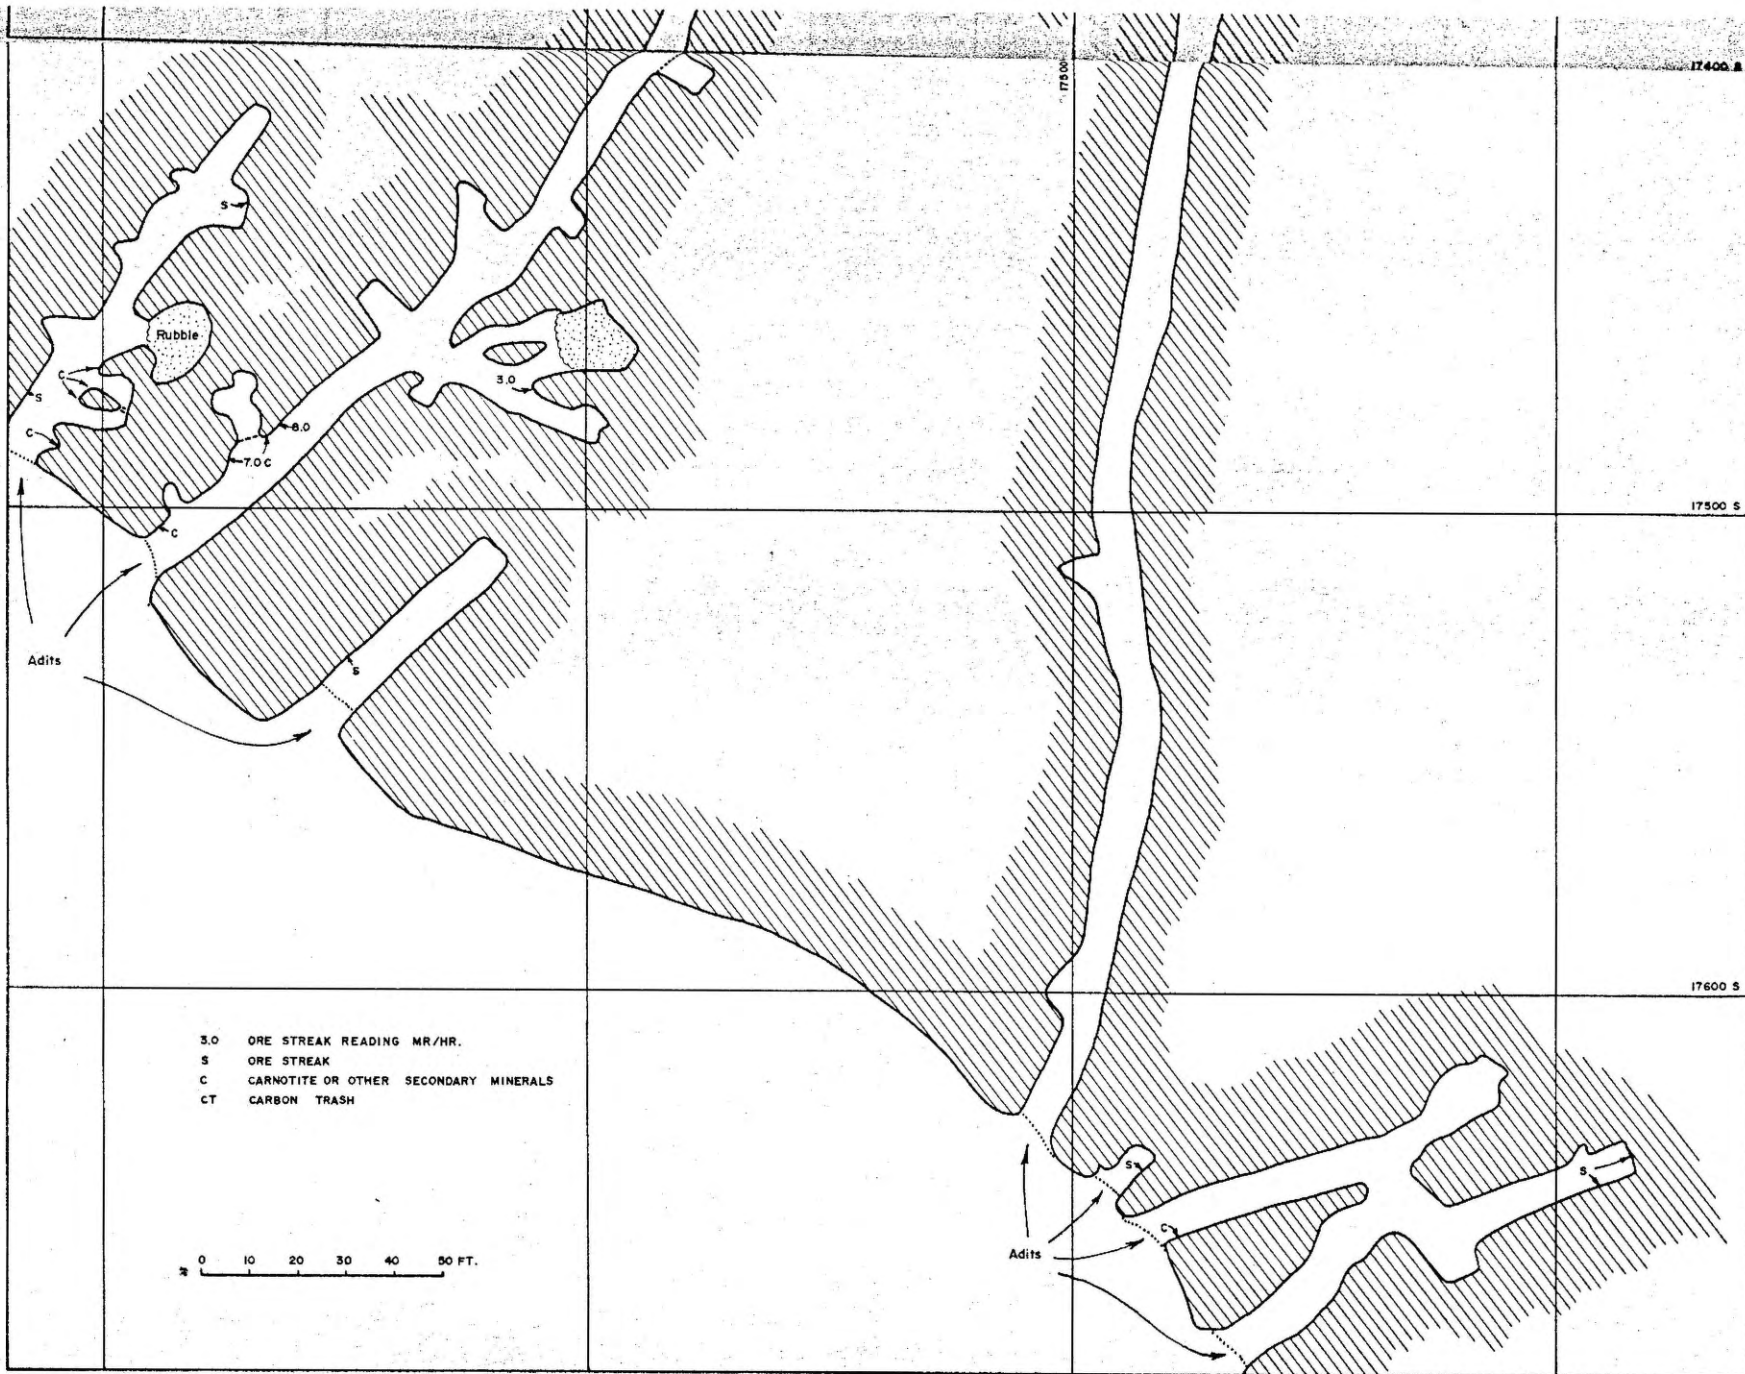 17400 S
17500
S
Rubble
C
S
C
3.0
6.0
7.0 C
C
17500 S
Adits
S
17600 S
3.0 ORE STREAK READING MR/HR.
S ORE STREAK
C CARNOTITE OR OTHER SECONDARY MINERALS
CT CARBON TRASH
S
S
C
Adits
0 10 20 30 40 50 FT.